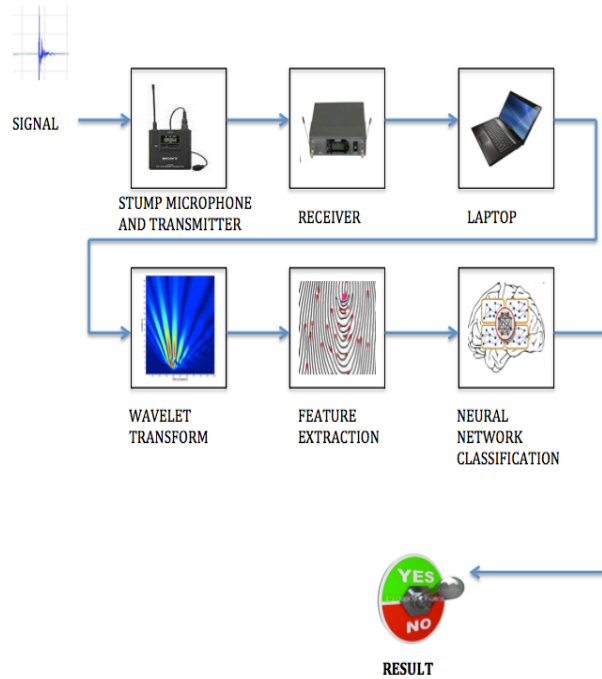 SIGNAL
STUMP MICROPHONE
AND TRANSMITTER
RECEIVER
LAPTOP
WAVELET
TRANSFORM
FEATURE
EXTRACTION
NEURAL
NETWORK
CLASSIFICATION
YES
NO
RESULT